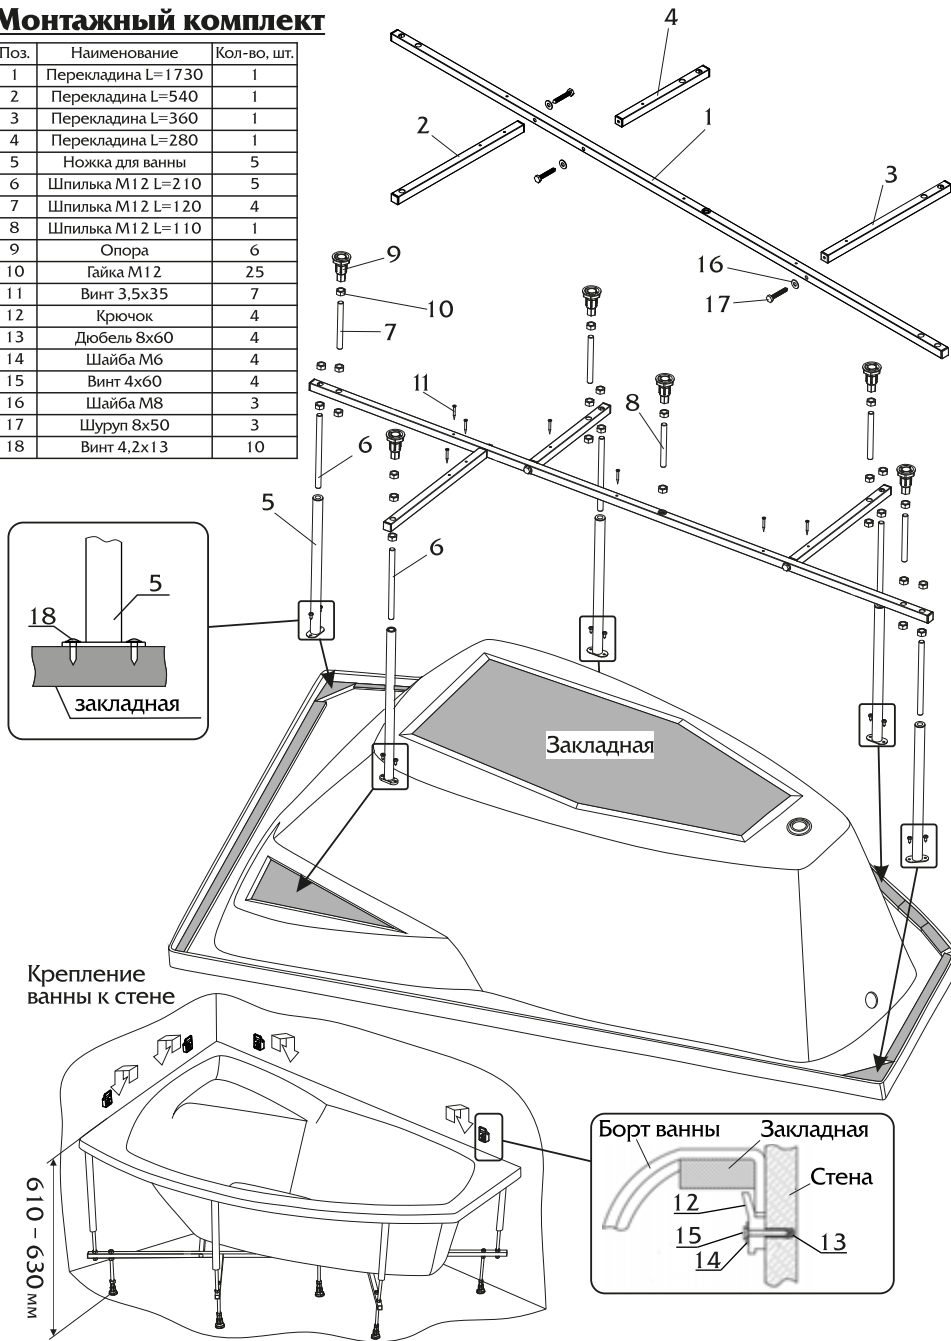 Монтажный комплект
Поз. Наименование Кол-во, шт.
1 Перекладина L=1730 1
2 Перекладина L=540 1
3 Перекладина L=360 1
4 Перекладина L=280 1
5 Ножка для ванны 5
6 Шпилька М12 L=210 5
7 Шпилька М12 L=120 4
8 Шпилька М12 L=110 1
9 Опора 6
10 Гайка М12 25
11 Винт 3,5х35 7
12 Крючок 4
13 Дюбель 8х60 4
14 Шайба М6 4
15 Винт 4х60 4
16 Шайба М8 3
17 Шуруп 8х50 3
18 Винт 4,2х13 10
4
2
1
3
16
17
9
10
7
11
8
6
5
6
5
18
закладная
Закладная
Крепление
ванны к стене
610 – 630 мм
Борт ванны
Закладная
Стена
12
15
14
13